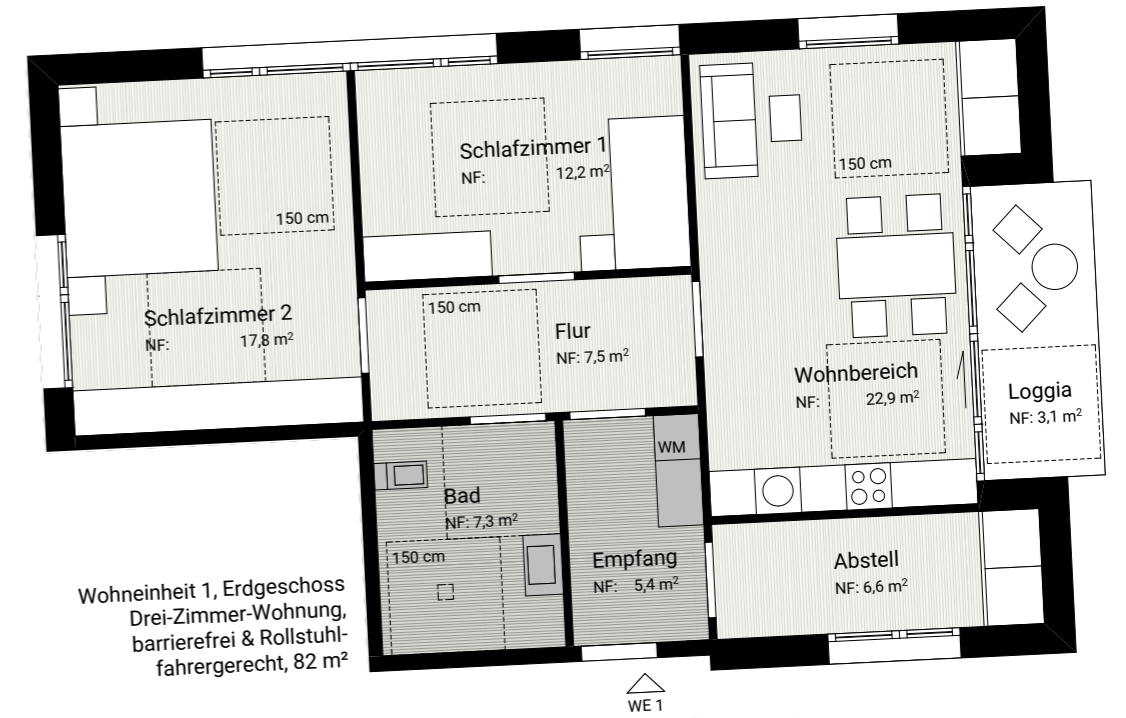 Schlafzimmer 1
NF: 12,2 m²
150 cm
150 cm
Schlafzimmer 2
NF: 17,8 m²
150 cm
Flur
NF: 7,5 m²
Wohnbereich
NF: 22,9 m²
Loggia
NF: 3,1 m²
WM
Bad
NF: 7,3 m²
150 cm
Empfang
NF: 5,4 m²
Abstell
NF: 6,6 m²
Wohneinheit 1, Erdgeschoss
Drei-Zimmer-Wohnung,
barrierefrei & Rollstuhl-
fahrergerecht, 82 m²
WE 1